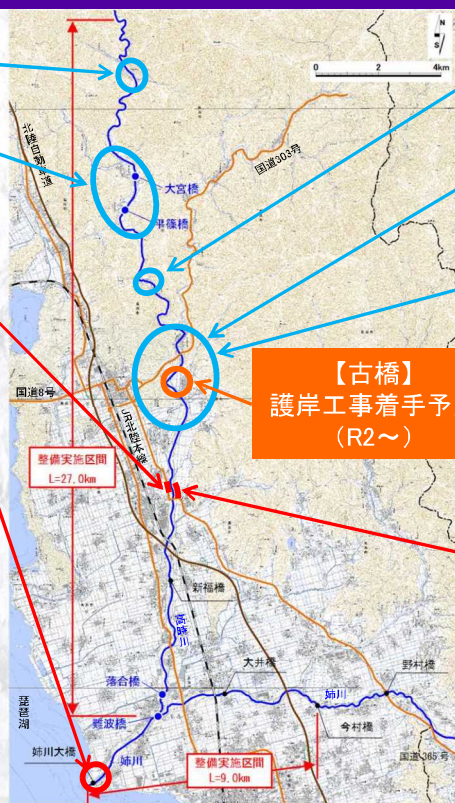 N
S
0 2 4km
北陸自動車道
国道303号
大宮橋
国道8号
JR北陸本線
【古橋】
護岸工事着手予
(R2～)
整備実施区間
L=27.0km
新福橋
高時川
落合橋
大井橋
野村橋
姉川
難波橋
今村橋
琵琶湖
姉川大橋
姉川
国道365号
整備実施区間
L=9.0km